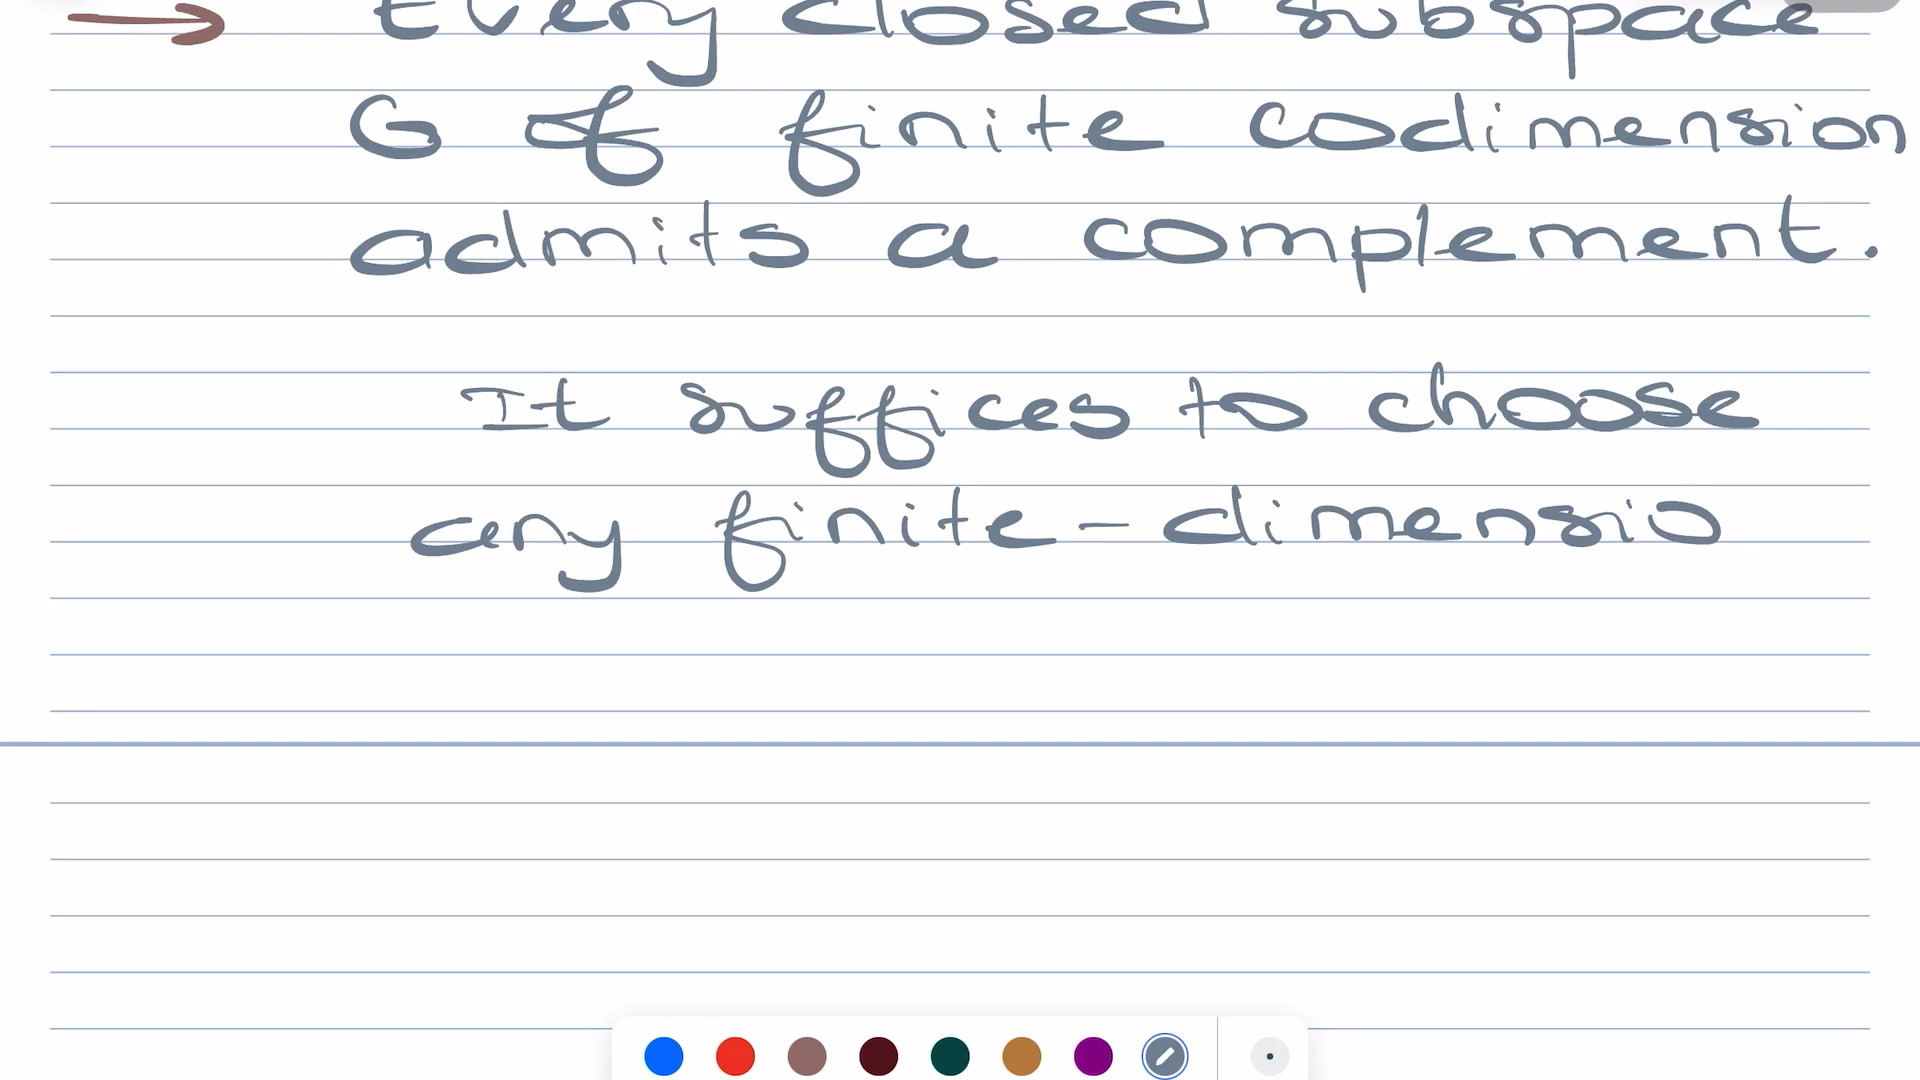 Every closed subspace
G of finite codimension
admits a complement.
It suffices to choose
any finite-dimensio